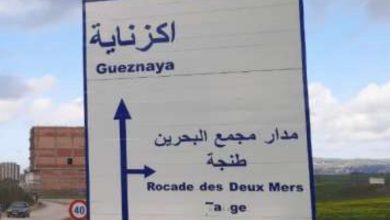 اكزناية
Gueznaya
مدار مجمع البحرين
طنجة
Rocade des Deux Mers
40